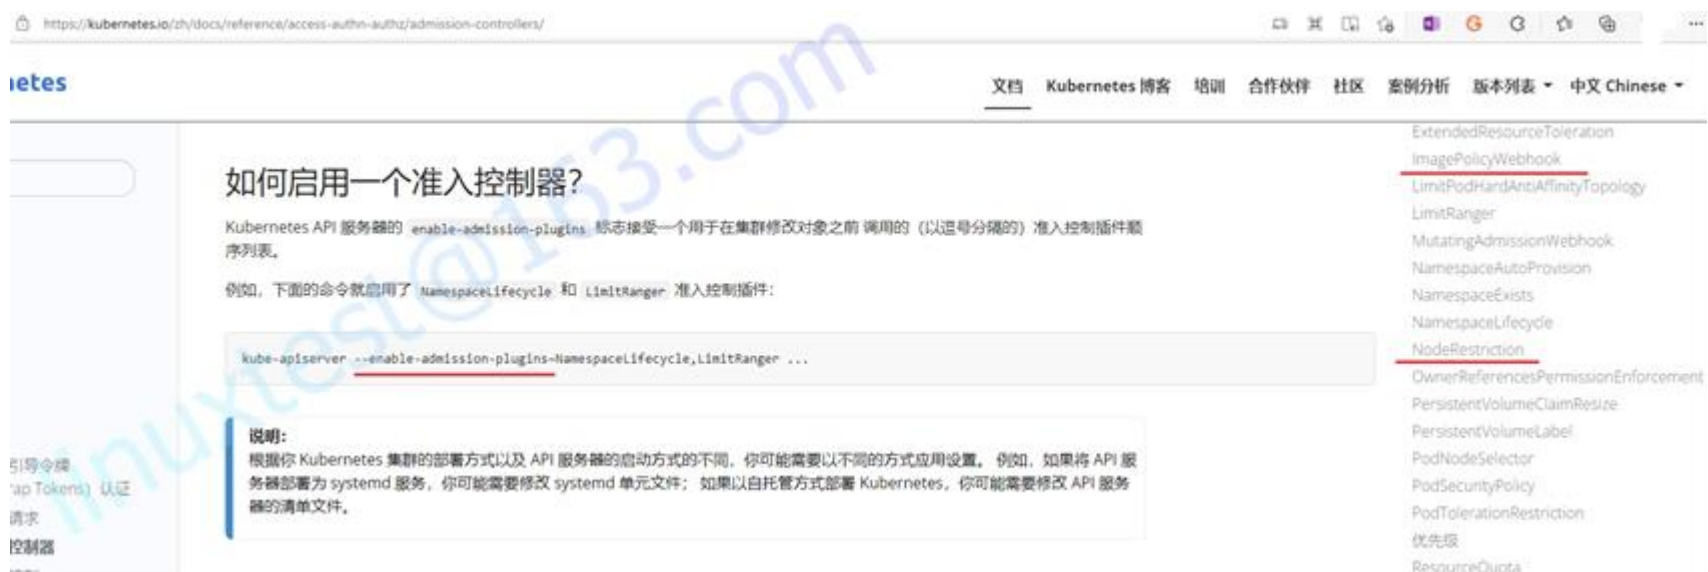 https://kubernetes.io/zh/docs/reference/access-authn-authz/admission-controllers/
netes
文档 Kubernetes 博客 培训 合作伙伴 社区 案例分析 版本列表 中文 Chinese
如何启用一个准入控制器?
Kubernetes API 服务器的 enable-admission-plugins 标志接受一个用于在集群修改对象之前 调用的（以逗号分隔的）准入控制插件顺
序列表。
例如，下面的命令就启用了 NamespaceLifecycle 和 LimitRanger 准入控制插件：
kube-apiserver --enable-admission-plugins=NamespaceLifecycle,LimitRanger ...
说明：
根据你 Kubernetes 集群的部署方式以及 API 服务器的启动方式的不同，你可能需要以不同的方式应用设置。 例如，如果将 API 服
务器部署为 systemd 服务，你可能需要修改 systemd 单元文件； 如果以自托管方式部署 Kubernetes，你可能需要修改 API 服务
器的清单文件。
引导令牌
ap Tokens）认证
请求
控制器
ExtendedResourceToleration
ImagePolicyWebhook
LimitPodHardAntiAffinityTopology
LimitRanger
MutatingAdmissionWebhook
NamespaceAutoProvision
NamespaceExists
NamespaceLifecycle
NodeRestriction
OwnerReferencesPermissionEnforcement
PersistentVolumeClaimResize
PersistentVolumeLabel
PodNodeSelector
PodSecurityPolicy
PodTolerationRestriction
优先级
ResourceQuota
linuxtest@163.com